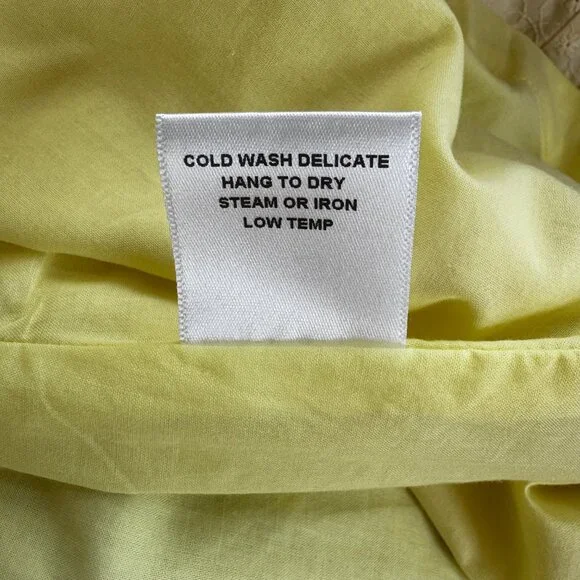 COLD WASH DELICATE
HANG TO DRY
STEAM OR IRON
LOW TEMP